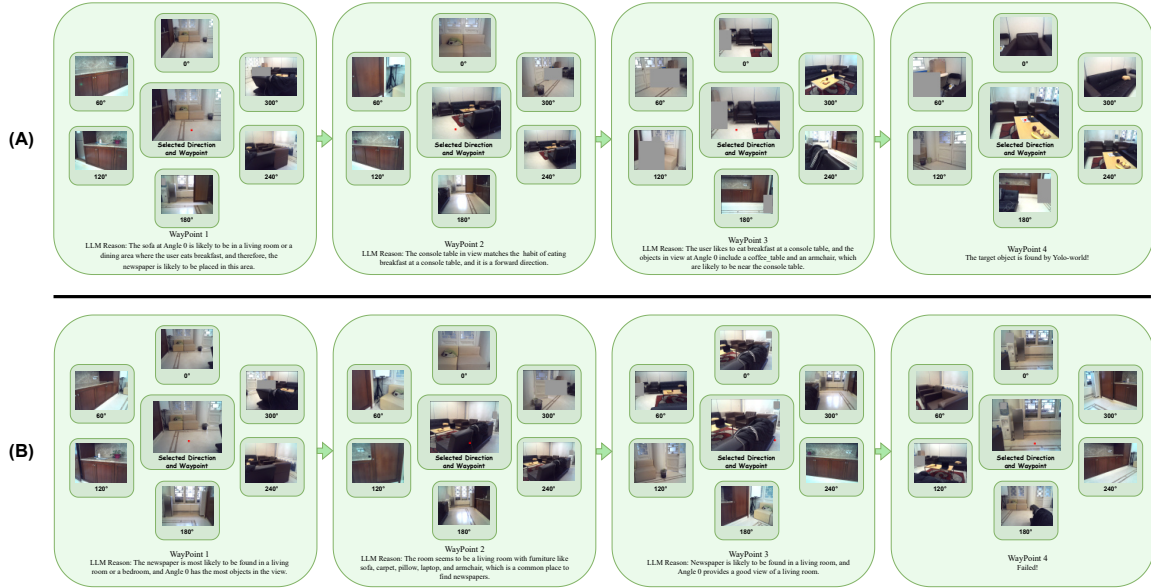 (A)
0°
60°
300°
Selected Direction
and Waypoint
120°
240°
180°
WayPoint 1
LLM Reason: The sofa at Angle 0 is likely to be in a living room or a
dining area where the user eats breakfast, and therefore, the
newspaper is likely to be placed in this area.
0°
60°
300°
Selected Direction
and Waypoint
120°
240°
180°
WayPoint 2
LLM Reason: The console table in view matches the habit of eating
breakfast at a console table, and it is a forward direction.
0°
60°
300°
Selected Direction
and Waypoint
120°
240°
180°
WayPoint 3
LLM Reason: The user likes to eat breakfast at a console table, and the
objects in view at Angle 0 include a coffee_table and an armchair, which
are likely to be near the console table.
0°
60°
300°
Selected Direction
and Waypoint
120°
240°
180°
WayPoint 4
The target object is found by Yolo-world!
(B)
0°
60°
300°
Selected Direction
and Waypoint
120°
240°
180°
WayPoint 1
LLM Reason: The newspaper is most likely to be found in a living
room or a bedroom, and Angle 0 has the most objects in the view.
0°
60°
300°
Selected Direction
and Waypoint
120°
240°
180°
WayPoint 2
LLM Reason: The room seems to be a living room with furniture like
sofa, carpet, pillow, laptop, and armchair, which is a common place to
find newspapers.
0°
60°
300°
Selected Direction
and Waypoint
120°
240°
180°
WayPoint 3
LLM Reason: Newspaper is likely to be found in a living room, and
Angle 0 provides a good view of a living room.
0°
60°
300°
Selected Direction
and Waypoint
120°
240°
180°
WayPoint 4
Failed!